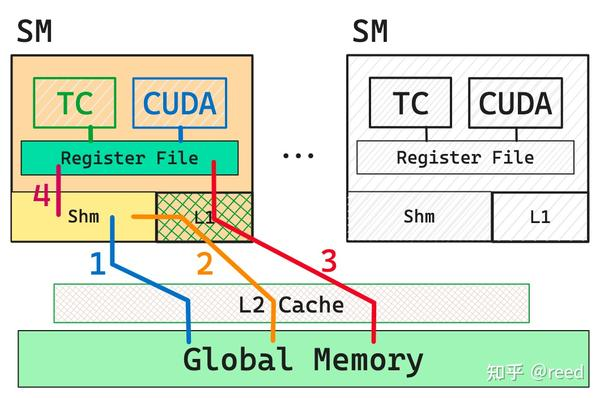 SM
SM
TC
CUDA
TC
CUDA
Register File
...
Register File
4
Shm
L1
Shm
L1
1
2
3
L2 Cache
Global Memory
知乎 @reed